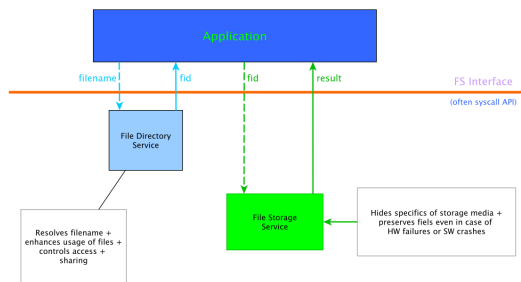 Application
filename
fid
fid
result
FS Interface
(often syscall API)
File Directory
Service
File Storage
Service
Hides specifics of storage media +
preserves fiels even in case of
HW failures or SW crashes
Resolves filename +
enhances usage of files +
controls access +
sharing